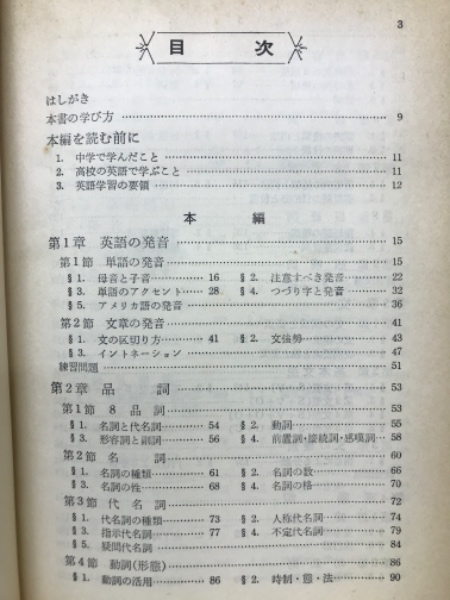 3
目 次
はしがき
本書の学び方 9
本編を読む前に
1. 中学で学んだこと 11
2. 高校の英語で学ぶこと 11
3. 英語学習の要領 12
本 編
第1章 英語の発音 15
第1節 単語の発音 15
§1. 母音と子音 16 §2. 注意すべき発音 22
§3. 単語のアクセント 28 §4. つづり字と発音 32
§5. アメリカ語の発音 36
第2節 文章の発音 41
§1. 文の区切り方 41 §2. 文強勢 43
§3. イントネーション 47
練習問題 51
第2章 品 詞 53
第1節 8 品 詞 53
§1. 名詞と代名詞 54 §2. 動詞 55
§3. 形容詞と副詞 56 §4. 前置詞・接続詞・感嘆詞 58
第2節 名 詞 60
§1. 名詞の種類 61 §2. 名詞の数 66
§3. 名詞の性 68 §4. 名詞の格 70
第3節 代 名 詞 72
§1. 代名詞の種類 73 §2. 人称代名詞 74
§3. 指示代名詞 77 §4. 不定代名詞 79
§5. 疑問代名詞 84
第4節 動詞(形態) 86
§1. 動詞の活用 86 §2. 時制・態・法 90